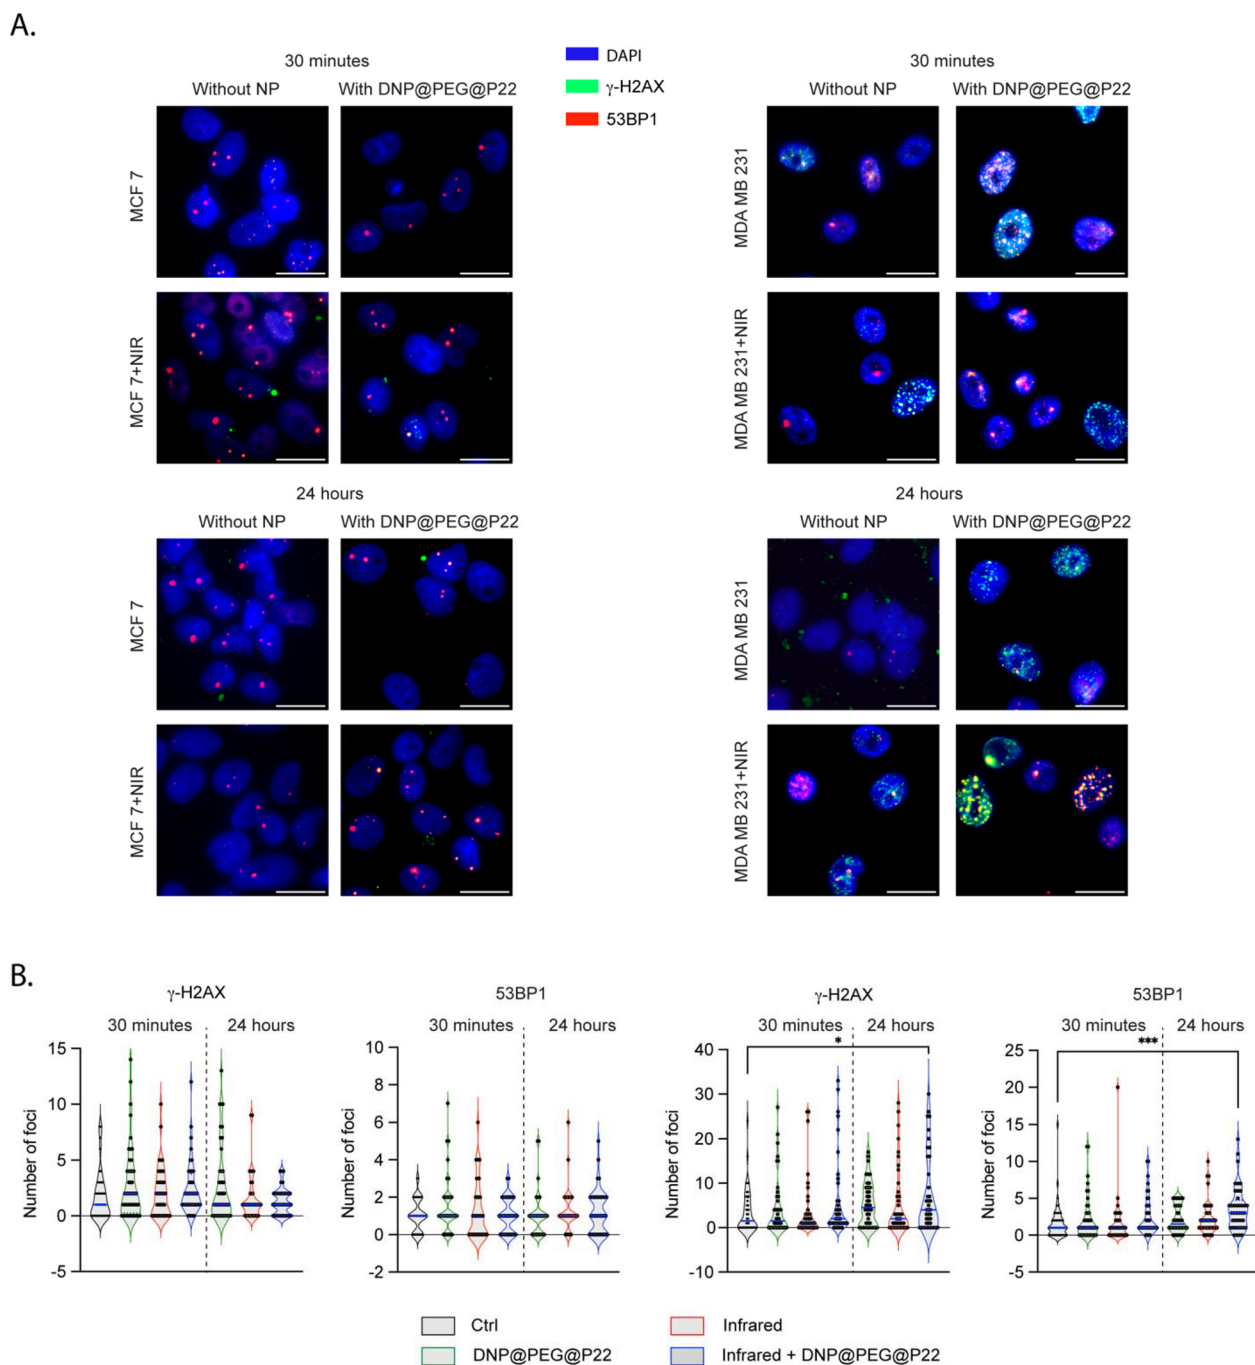 A.
DAPI
γ-H2AX
53BP1
30 minutes
Without NP With DNP@PEG@P22
MCF 7
MCF 7+NIR
24 hours
Without NP With DNP@PEG@P22
MCF 7
MCF 7+NIR
30 minutes
Without NP With DNP@PEG@P22
MDA MB 231
MDA MB 231+NIR
24 hours
Without NP With DNP@PEG@P22
MDA MB 231
MDA MB 231+NIR
B.
γ-H2AX
30 minutes 24 hours
Number of foci
15
10
5
0
-5
53BP1
30 minutes 24 hours
Number of foci
10
8
6
4
2
0
-2
γ-H2AX
30 minutes 24 hours
*
Number of foci
40
30
20
10
0
-10
53BP1
30 minutes 24 hours
***
Number of foci
25
20
15
10
5
0
-5
Ctrl
Infrared
DNP@PEG@P22
Infrared + DNP@PEG@P22